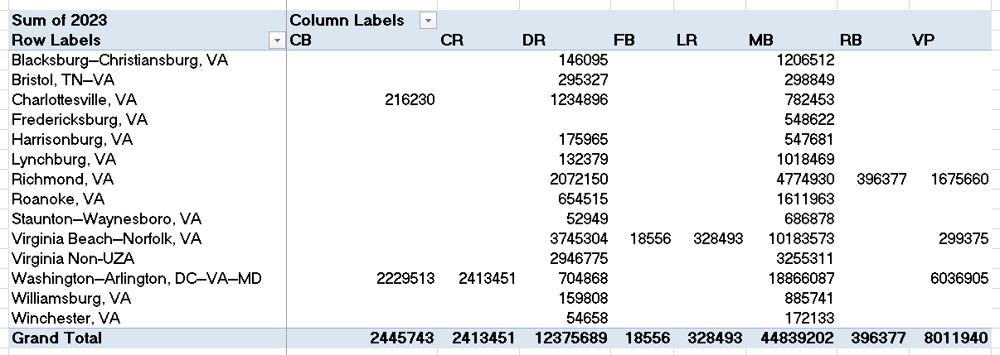 Sum of 2023 Column Labels
Row Labels CB CR DR FB LR MB RB VP
Blacksburg—Christiansburg, VA 146095 1206512
Bristol, TN—VA 295327 298849
Charlottesville, VA 216230 1234896 782453
Fredericksburg, VA 548622
Harrisonburg, VA 175965 547681
Lynchburg, VA 132379 1018469
Richmond, VA 2072150 4774930 396377 1675660
Roanoke, VA 654515 1611963
Staunton—Waynesboro, VA 52949 686878
Virginia Beach—Norfolk, VA 3745304 18556 328493 10183573 299375
Virginia Non-UZA 2946775 3255311
Washington—Arlington, DC—VA—MD 2229513 2413451 704868 18866087 6036905
Williamsburg, VA 159808 885741
Winchester, VA 54658 172133
Grand Total 2445743 2413451 12375689 18556 328493 44839202 396377 8011940